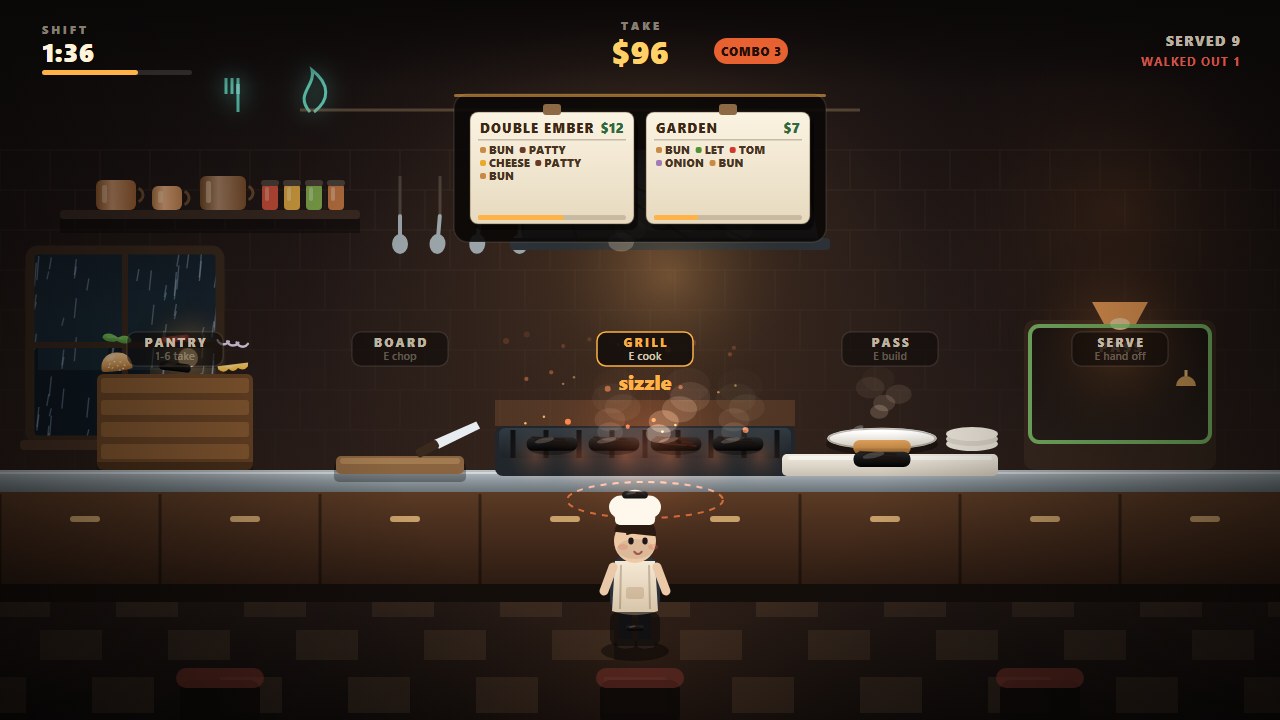 SHIFT
1:36
TAKE
$96
COMBO 3
SERVED 9
WALKED OUT 1
DOUBLE EMBER $12
BUN PATTY
CHEESE PATTY
BUN
GARDEN $7
BUN LET TOM
ONION BUN
PANTRY
1-6 take
BOARD
E chop
GRILL
E cook
sizzle
PASS
E build
SERVE
E hand off